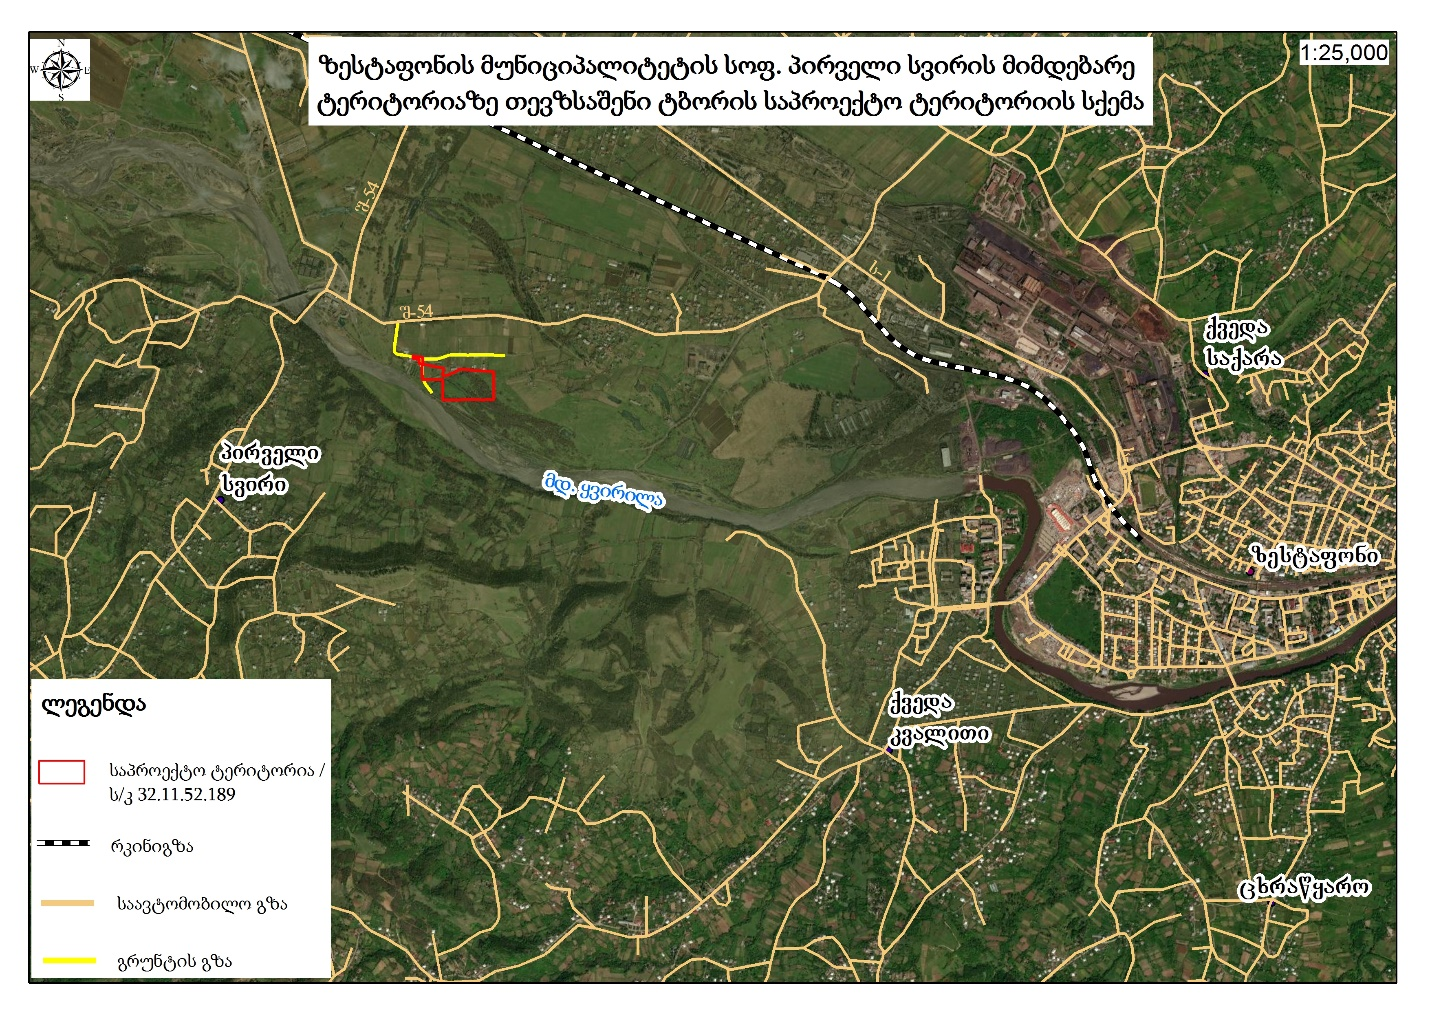 N
W E
S
ზესტაფონის მუნიციპალიტეტის სოფ. პირველი სვირის მიმდებარე
ტერიტორიაზე თევზსაშენი ტბორის საპროექტო ტერიტორიის სქემა
1:25,000
შ-54
ს-1
შ-54
ქვედა
საქარა
პირველი
სვირი
მდ. ყვირილა
ზესტაფონი
ქვედა
კვალითი
ცხრაწყარო
ლეგენდა
საპროექტო ტერიტორია /
ს/კ 32.11.52.189
რკინიგზა
საავტომობილო გზა
გრუნტის გზა